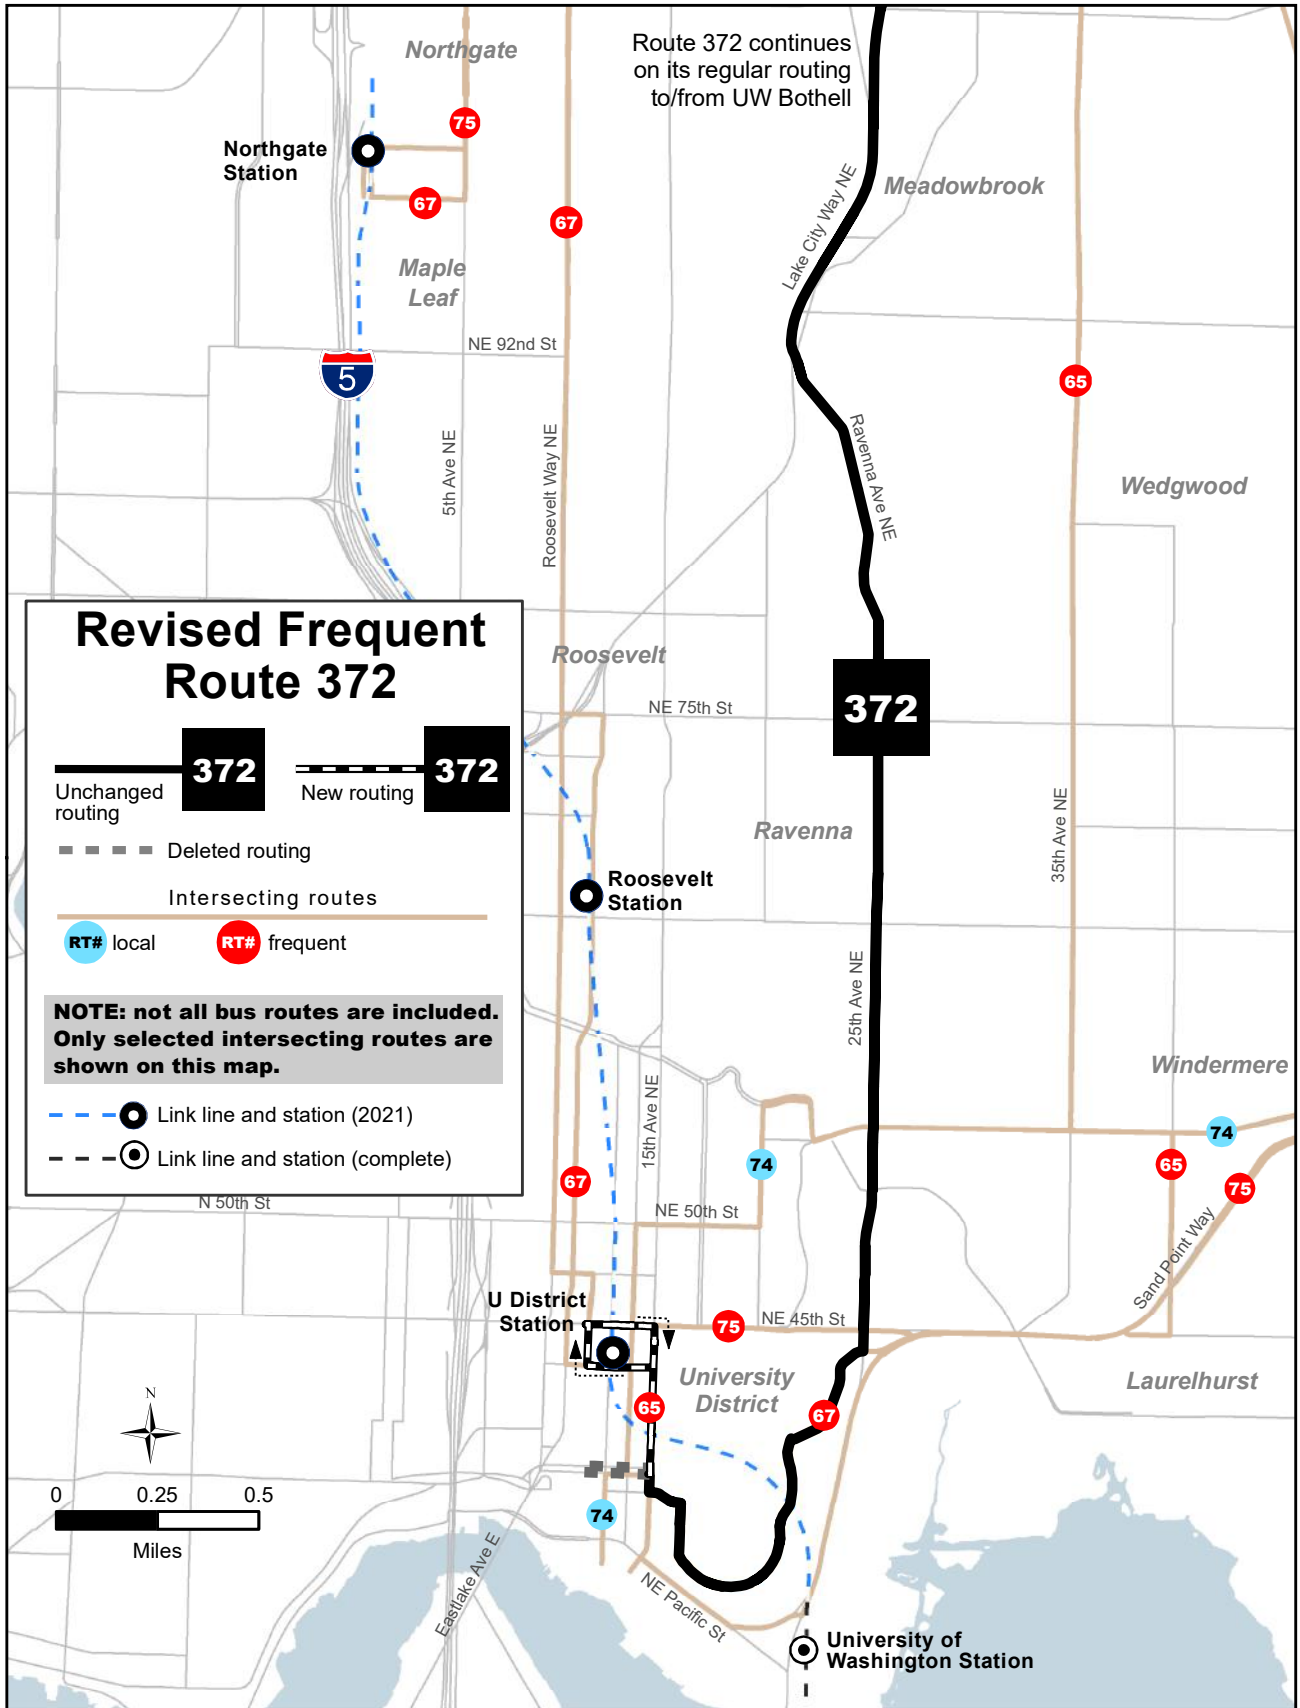 Northgate
Route 372 continues
on its regular routing
to/from UW Bothell
75
Northgate
Station
67
67
Lake City Way NE
Meadowbrook
Maple
Leaf
NE 92nd St
5
65
5th Ave NE
Roosevelt Way NE
Ravenna Ave NE
Wedgwood
Revised Frequent
Route 372
372
Unchanged
routing
372
New routing
Deleted routing
Intersecting routes
RT# local
RT# frequent
NOTE: not all bus routes are included.
Only selected intersecting routes are
shown on this map.
Link line and station (2021)
Link line and station (complete)
Roosevelt
NE 75th St
372
Ravenna
35th Ave NE
Roosevelt
Station
25th Ave NE
Windermere
15th Ave NE
74
74
65
67
75
N 50th St
NE 50th St
Sand Point Way
U District
Station
75
NE 45th St
University
District
Laurelhurst
65
67
N
0 0.25 0.5
Miles
74
Eastlake Ave E
NE Pacific St
University of
Washington Station